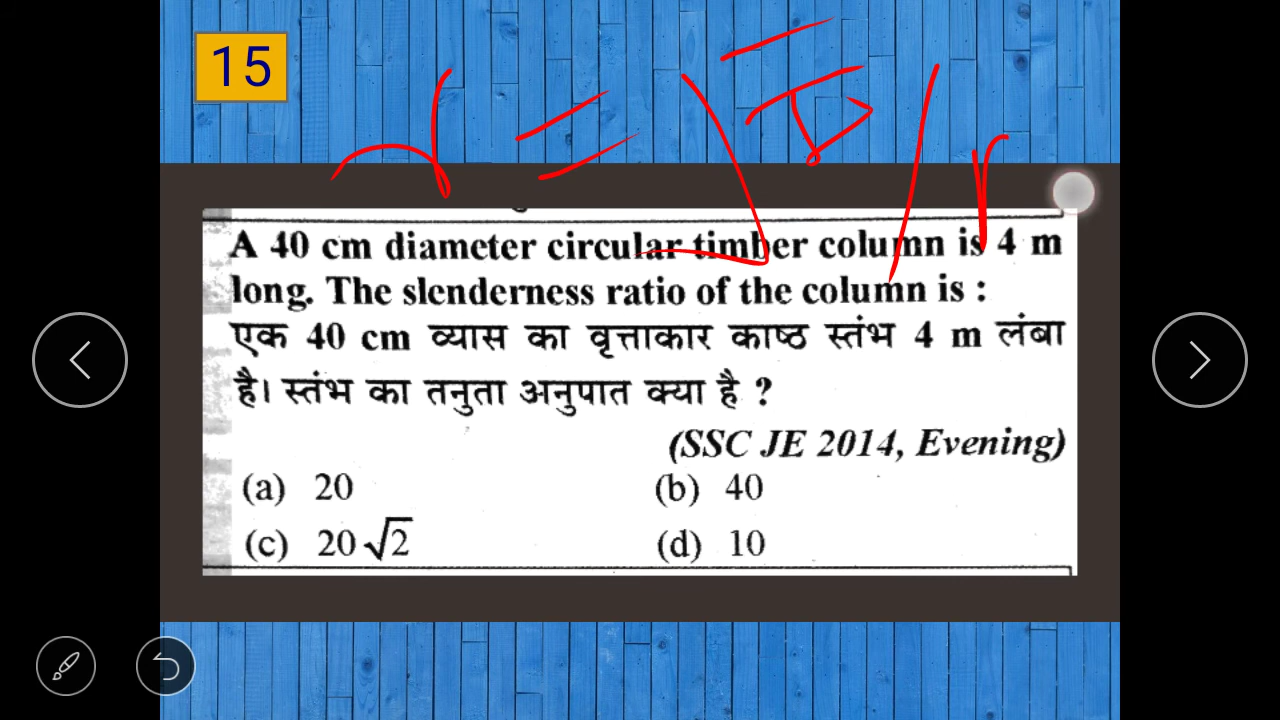 15
A 40 cm diameter circular timber column is 4 m
long. The slenderness ratio of the column is :
एक 40 cm व्यास का वृत्ताकार काष्ठ स्तंभ 4 m लंबा
है। स्तंभ का तनुता अनुपात क्या है ?
(SSC JE 2014, Evening)
(a) 20 (b) 40
(c) 20√2 (d) 10